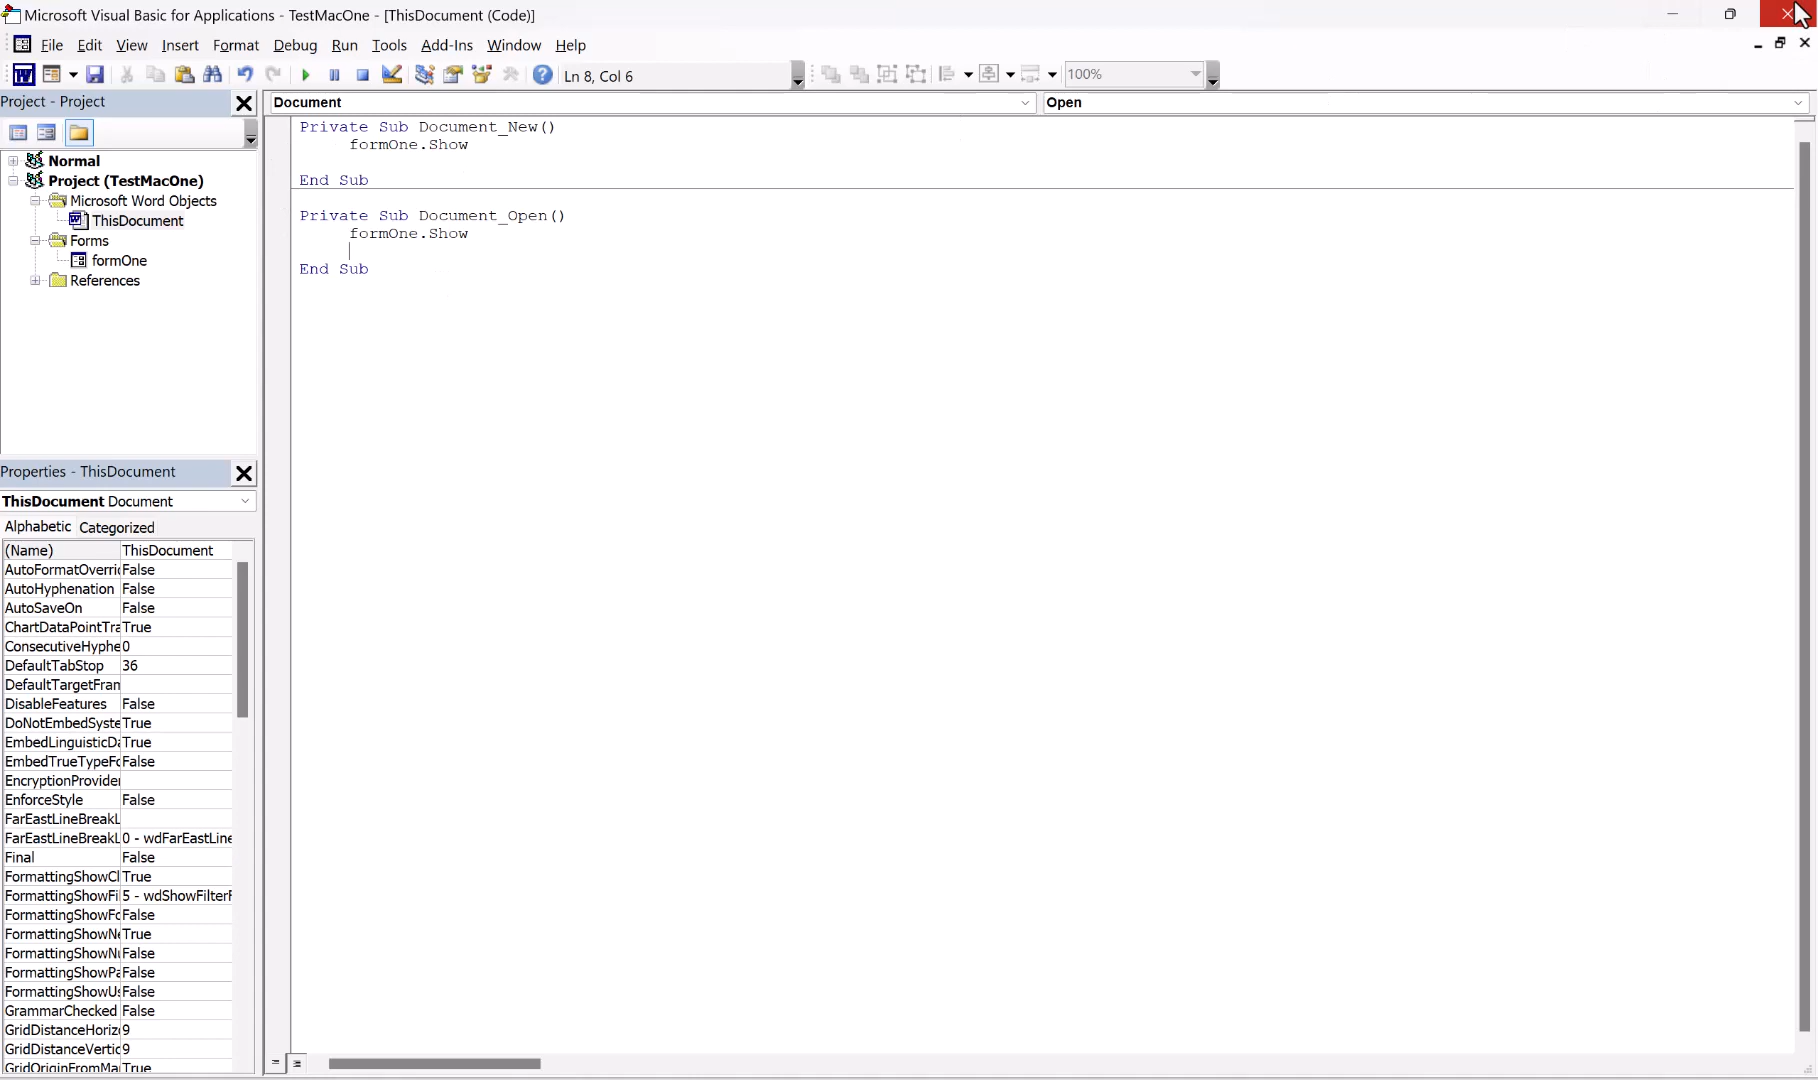 Microsoft Visual Basic for Applications - TestMacOne - [ThisDocument (Code)]
File Edit View Insert Format Debug Run Tools Add-Ins Window Help
Ln 8, Col 6
100%
Project - Project
Document
Open
Normal
Project (TestMacOne)
Microsoft Word Objects
ThisDocument
Forms
formOne
References
Private Sub Document_New()
formOne.Show
End Sub
Private Sub Document_Open()
formOne.Show
End Sub
Properties - ThisDocument
ThisDocument Document
Alphabetic Categorized
(Name) ThisDocument
AutoFormatOverri False
AutoHyphenation False
AutoSaveOn False
ChartDataPointTra True
ConsecutiveHyphe 0
DefaultTabStop 36
DefaultTargetFran
DisableFeatures False
DoNotEmbedSyste True
EmbedLinguisticDa True
EmbedTrueTypeFo False
EncryptionProvider
EnforceStyle False
FarEastLineBreakL
FarEastLineBreakL 0 - wdFarEastLine
Final False
FormattingShowCl True
FormattingShowFi 5 - wdShowFilterF
FormattingShowFo False
FormattingShowNe True
FormattingShowNu False
FormattingShowPa False
FormattingShowUs False
GrammarChecked False
GridDistanceHorizo 9
GridDistanceVertic 9
GridOriginFromMa True